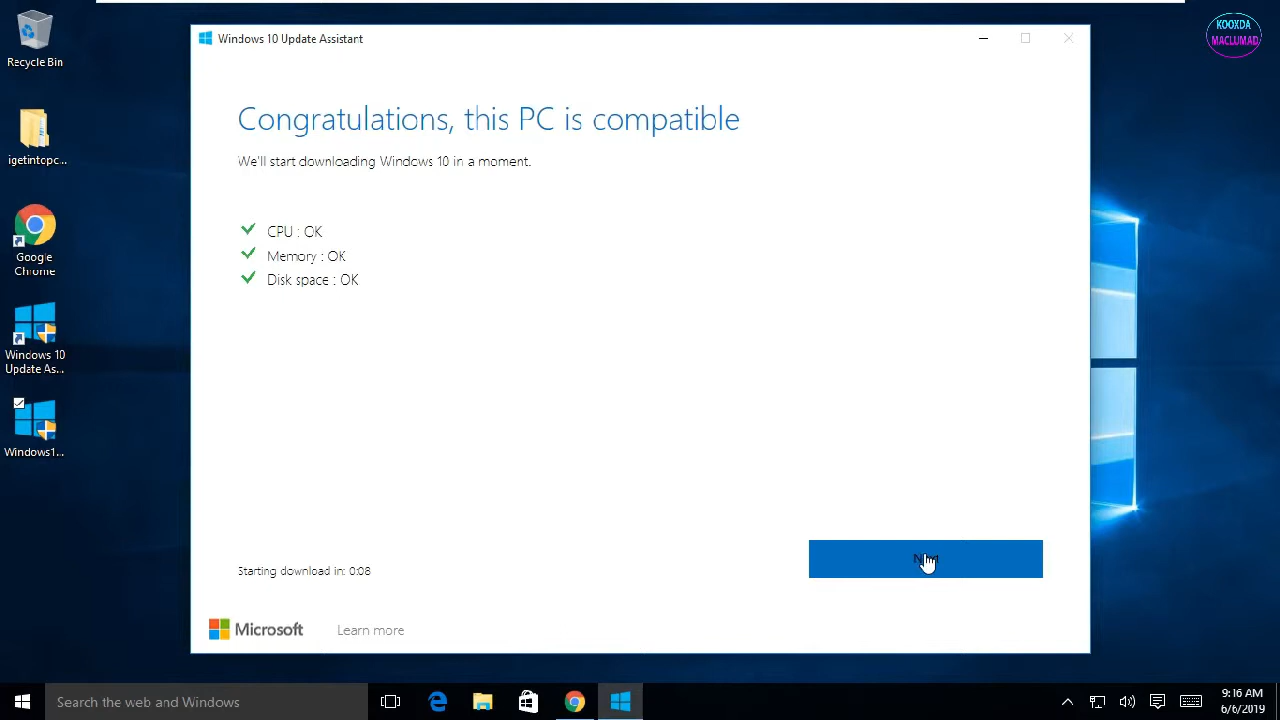 Recycle Bin
igetintopc...
Google
Chrome
Windows 10
Update As...
Windows1...
KOOXDA
MACLUMAD
Windows 10 Update Assistant
Congratulations, this PC is compatible
We'll start downloading Windows 10 in a moment.
CPU : OK
Memory : OK
Disk space : OK
Starting download in: 0:08
Microsoft
Learn more
Search the web and Windows
9:16 AM
6/6/2019